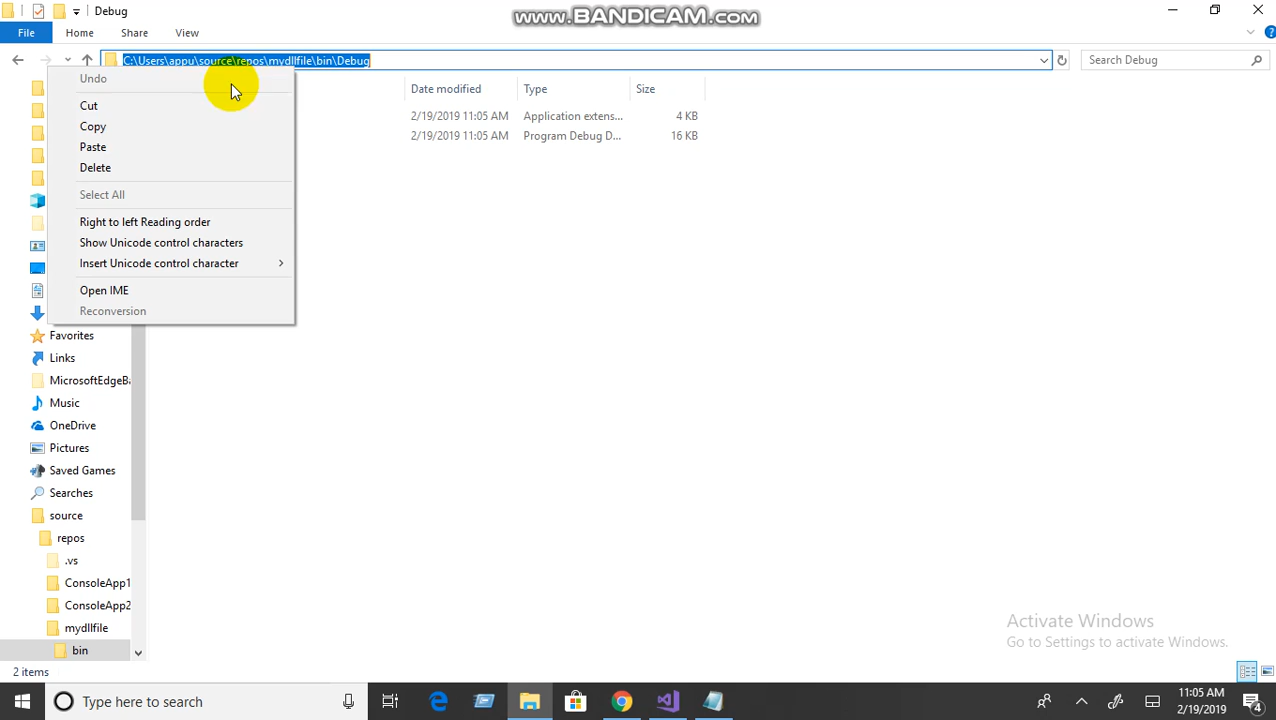 Debug
www.BANDICAM.com
File Home Share View
C:\Users\appu\source\repos\mydllfile\bin\Debug
Search Debug
Undo
Cut
Copy
Paste
Delete
Select All
Right to left Reading order
Show Unicode control characters
Insert Unicode control character
Open IME
Reconversion
Date modified Type Size
2/19/2019 11:05 AM Application extens... 4 KB
2/19/2019 11:05 AM Program Debug D... 16 KB
Favorites
Links
MicrosoftEdgeBa
Music
OneDrive
Pictures
Saved Games
Searches
source
repos
.vs
ConsoleApp1
ConsoleApp2
mydllfile
bin
Activate Windows
Go to Settings to activate Windows.
2 items
Type here to search
11:05 AM
2/19/2019
4